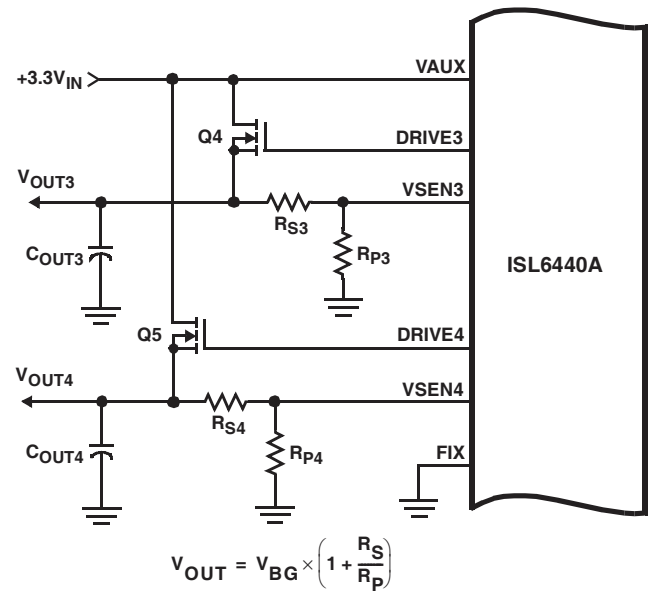 +3.3V_IN
VAUX
Q4
DRIVE3
V_OUT3
VSEN3
R_S3
C_OUT3
R_P3
ISL6440A
Q5
DRIVE4
V_OUT4
VSEN4
R_S4
C_OUT4
R_P4
FIX
V_OUT = V_BG × (1 + R_S/R_P)